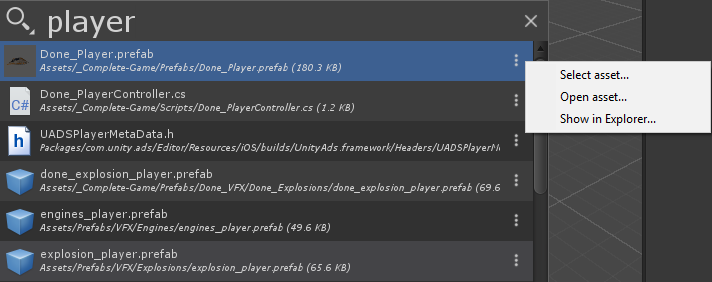 player
Done_Player.prefab
Assets/_Complete-Game/Prefabs/Done_Player.prefab (180.3 KB)
Select asset...
Open asset...
Show in Explorer...
C#
Done_PlayerController.cs
Assets/_Complete-Game/Scripts/Done_PlayerController.cs (1.2 KB)
h
UADSPlayerMetaData.h
Packages/com.unity.ads/Editor/Resources/iOS/builds/UnityAds.framework/Headers/UADSPlayerM
done_explosion_player.prefab
Assets/_Complete-Game/Prefabs/Done_VFX/Done_Explosions/done_explosion_player.prefab (69.6
engines_player.prefab
Assets/Prefabs/VFX/Engines/engines_player.prefab (49.6 KB)
explosion_player.prefab
Assets/Prefabs/VFX/Explosions/explosion_player.prefab (65.6 KB)